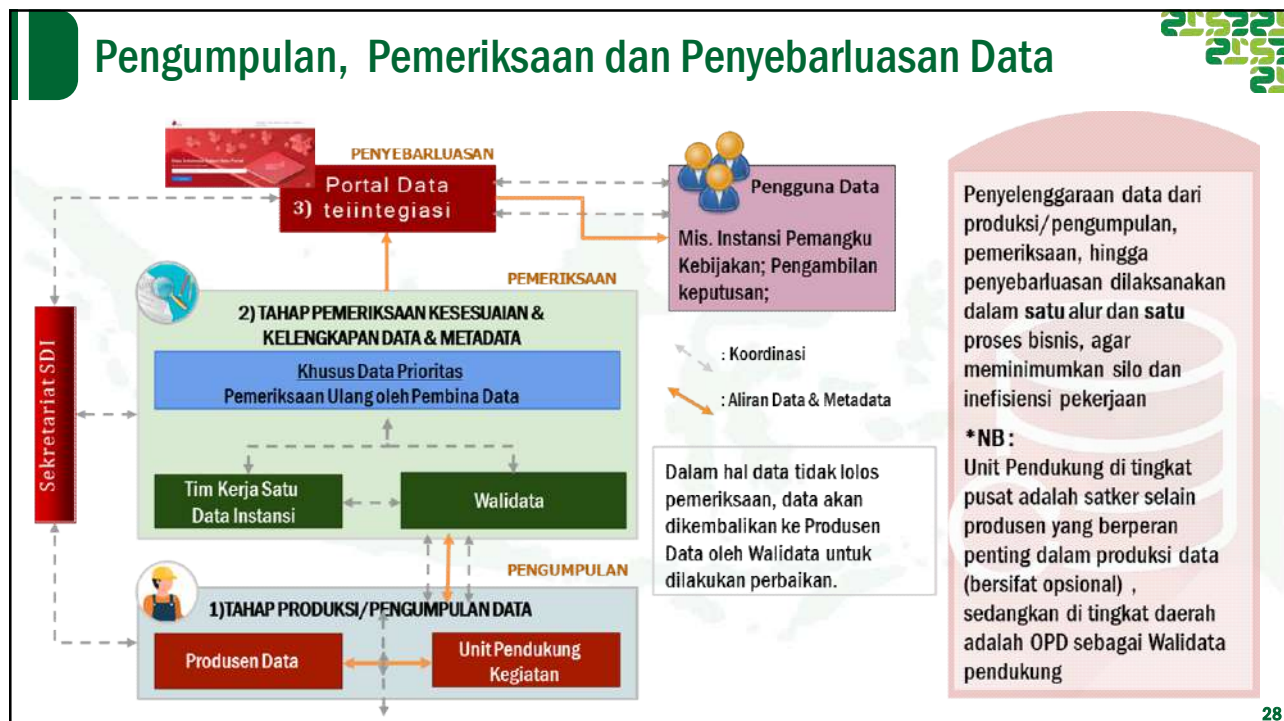 Pengumpulan, Pemeriksaan dan Penyebarluasan Data
PENYEBARLUASAN
Portal Data
3) teiintegiasi
Pengguna Data
Mis. Instansi Pemangku
Kebijakan; Pengambilan
keputusan;
PEMERIKSAAN
2) TAHAP PEMERIKSAAN KESESUAIAN &
KELENGKAPAN DATA & METADATA
Khusus Data Prioritas
Pemeriksaan Ulang oleh Pembina Data
Tim Kerja Satu
Data Instansi
Walidata
Sekretariat SDI
PENGUMPULAN
1)TAHAP PRODUKSI/PENGUMPULAN DATA
Produsen Data
Unit Pendukung
Kegiatan
: Koordinasi
: Aliran Data & Metadata
Dalam hal data tidak lolos
pemeriksaan, data akan
dikembalikan ke Produsen
Data oleh Walidata untuk
dilakukan perbaikan.
Penyelenggaraan data dari
produksi/pengumpulan,
pemeriksaan, hingga
penyebarluasan dilaksanakan
dalam satu alur dan satu
proses bisnis, agar
meminimumkan silo dan
inefisiensi pekerjaan
*NB:
Unit Pendukung di tingkat
pusat adalah satker selain
produsen yang berperan
penting dalam produksi data
(bersifat opsional) ,
sedangkan di tingkat daerah
adalah OPD sebagai Walidata
pendukung
28